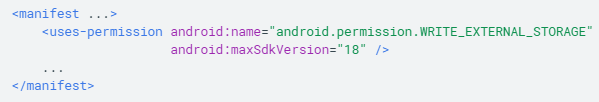 <manifest ...>
<uses-permission android:name="android.permission.WRITE_EXTERNAL_STORAGE"
android:maxSdkVersion="18" />
...
</manifest>